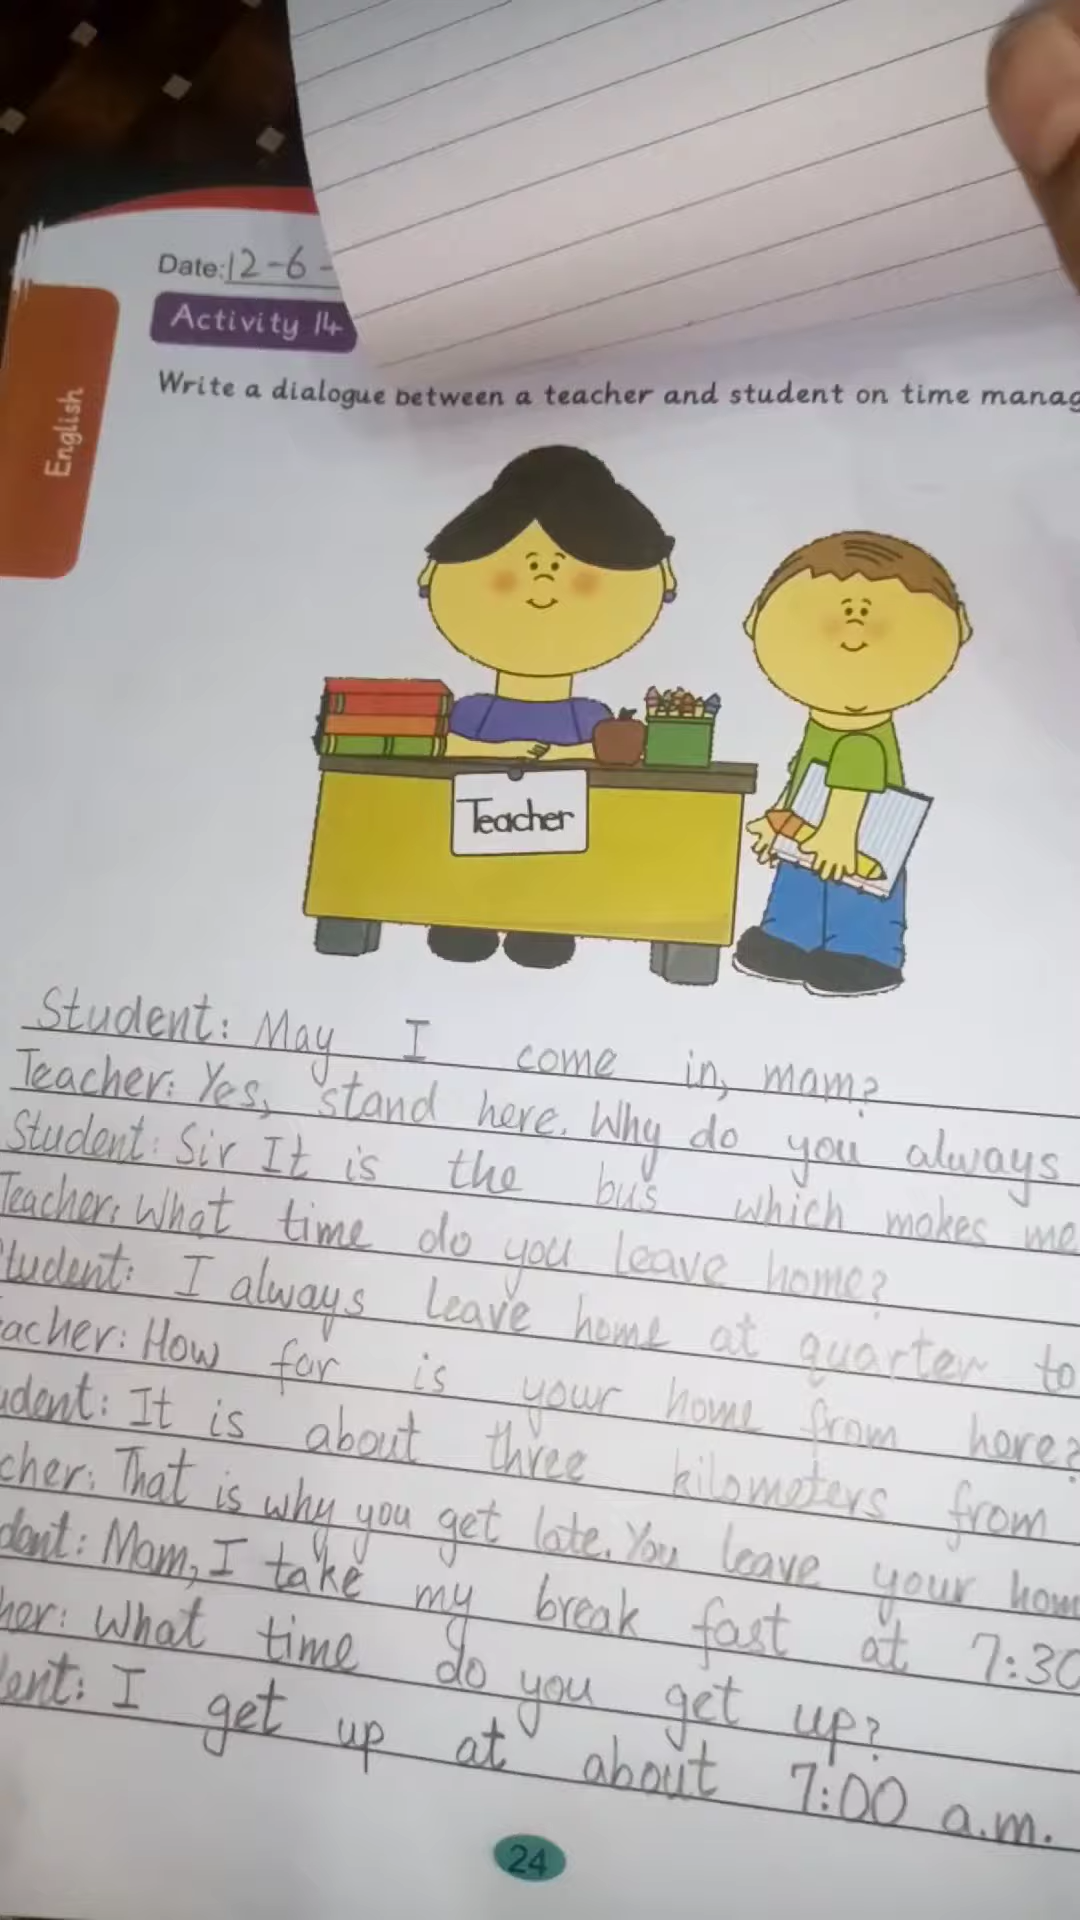 Date: 12-6-
Activity 14
English
Write a dialogue between a teacher and student on time manag
Teacher
Student: May I come in, mam?
Teacher: Yes, stand here. Why do you always
Student: Sir It is the bus which makes me
Teacher: What time do you leave home?
Student: I always leave home at quarter to
eacher: How far is your home from here?
udent: It is about three kilometers from
cher: That is why you get late. You leave your hom
dent: Mam, I take my break fast at 7:30
her: What time do you get up?
lent: I get up at about 7:00 a.m.
24